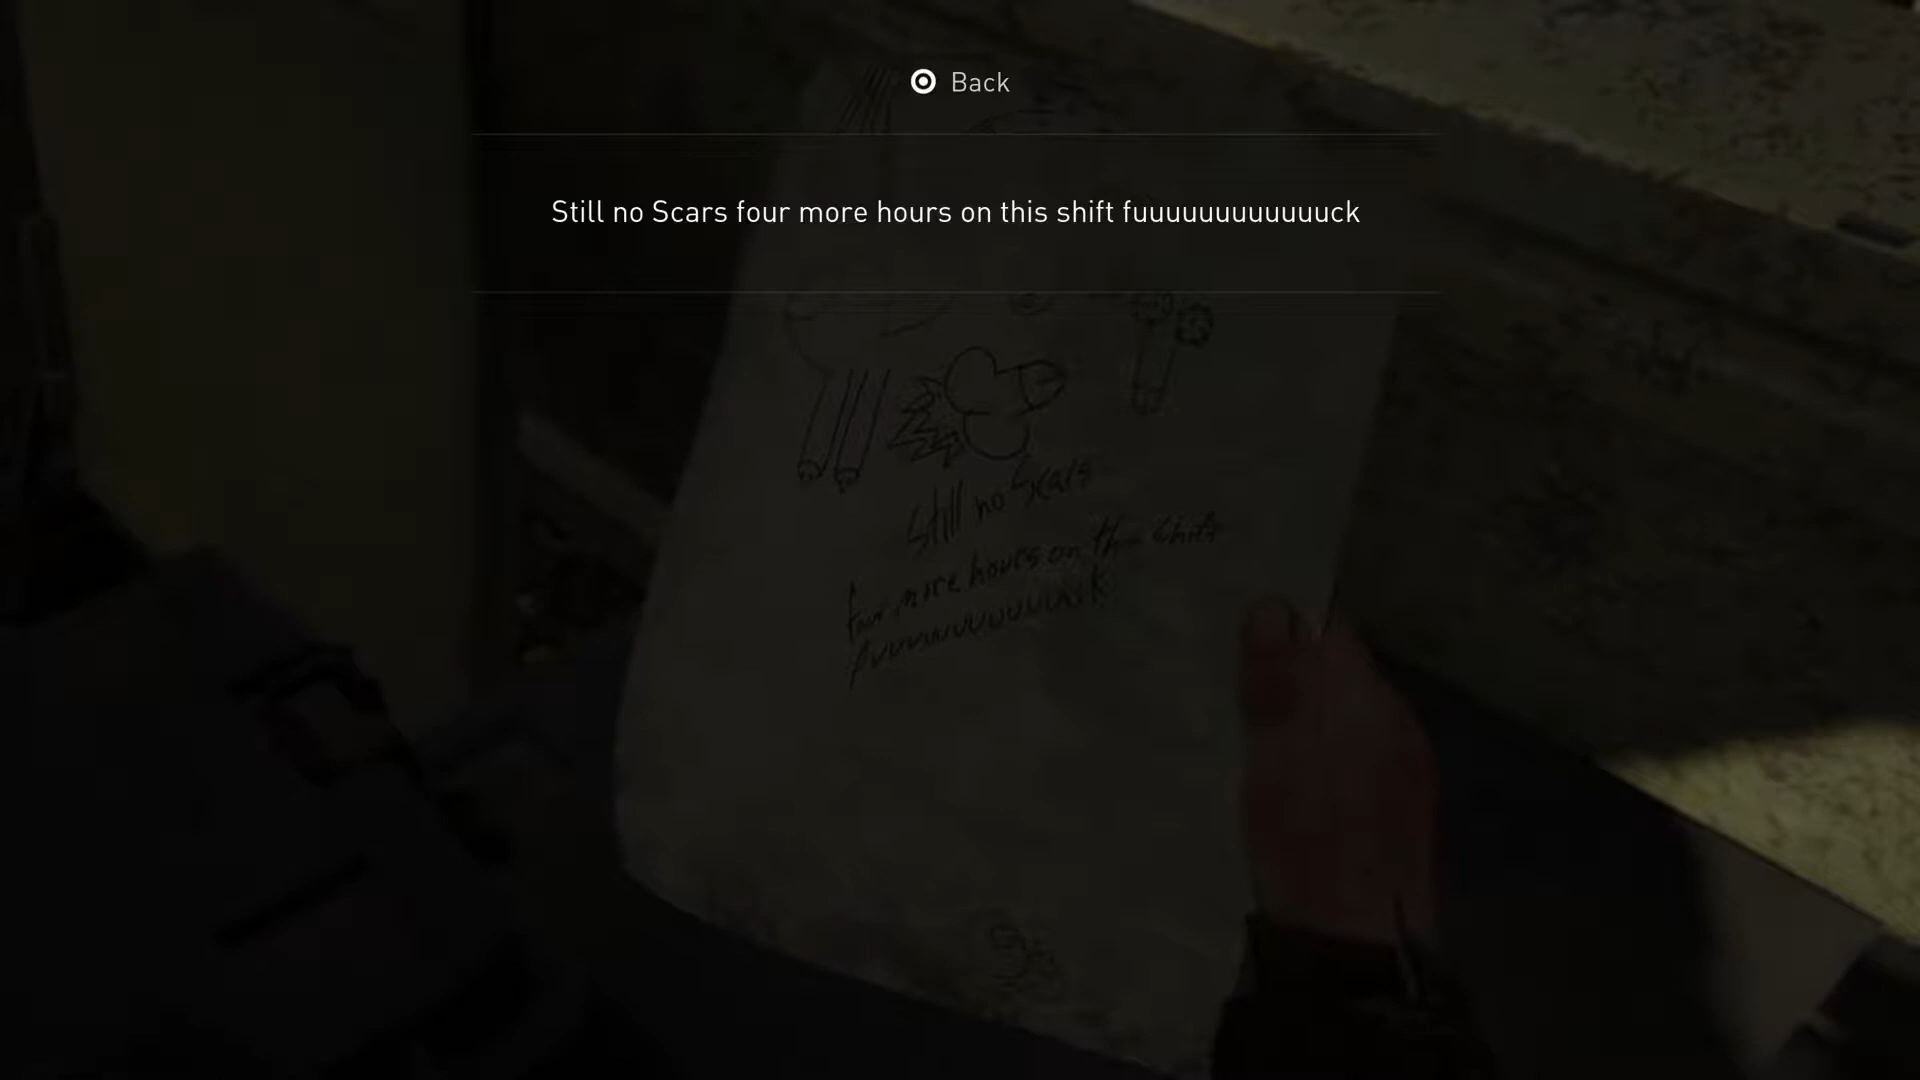 Back
Still no Scars four more hours on this shift fuuuuuuuuuuuuck
Still no Scars
four more hours on this shift
fuuuuuuuuuuuck